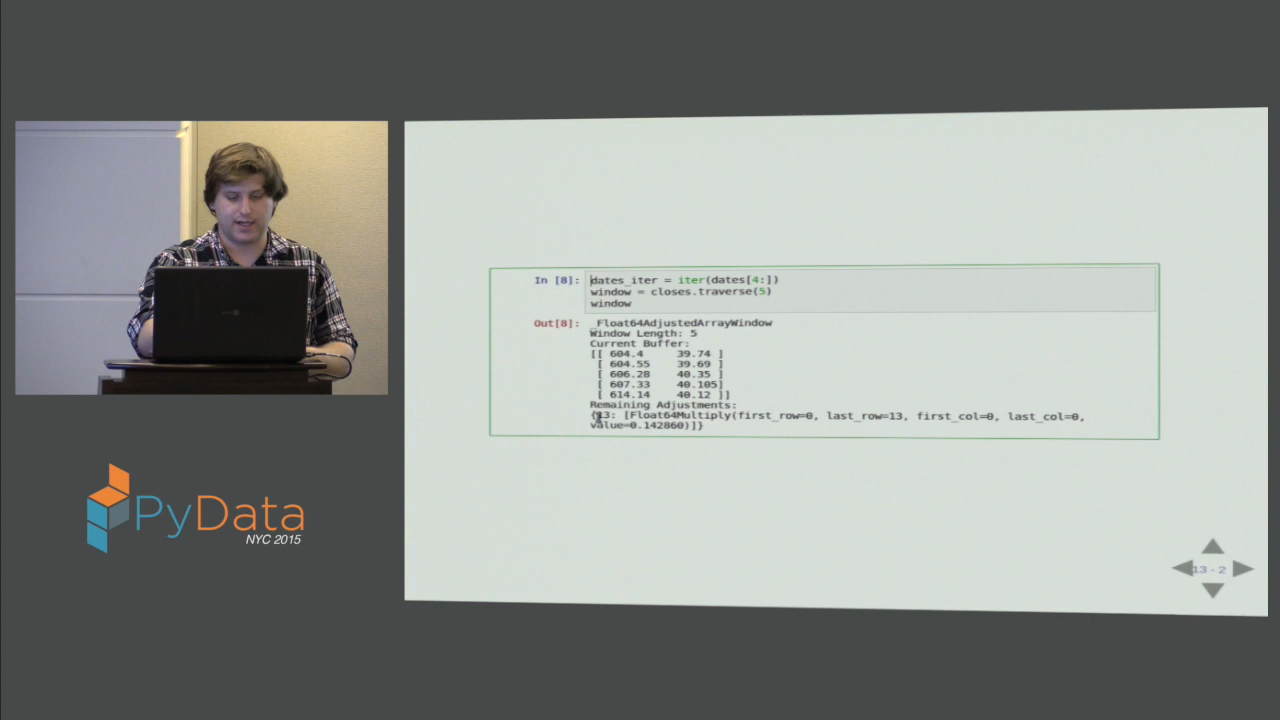 In [8]: dates_iter = iter(dates[4:])
window = closes.traverse(5)
window
Out[8]: _Float64AdjustedArrayWindow
Window Length: 5
Current Buffer:
[[ 604.4 39.74 ]
[ 604.55 39.69 ]
[ 606.28 40.35 ]
[ 607.33 40.105]
[ 614.14 40.12 ]]
Remaining Adjustments:
{13: [Float64Multiply(first_row=0, last_row=13, first_col=0, last_col=0,
value=0.142860)]}
PyData
NYC 2015
13 - 2